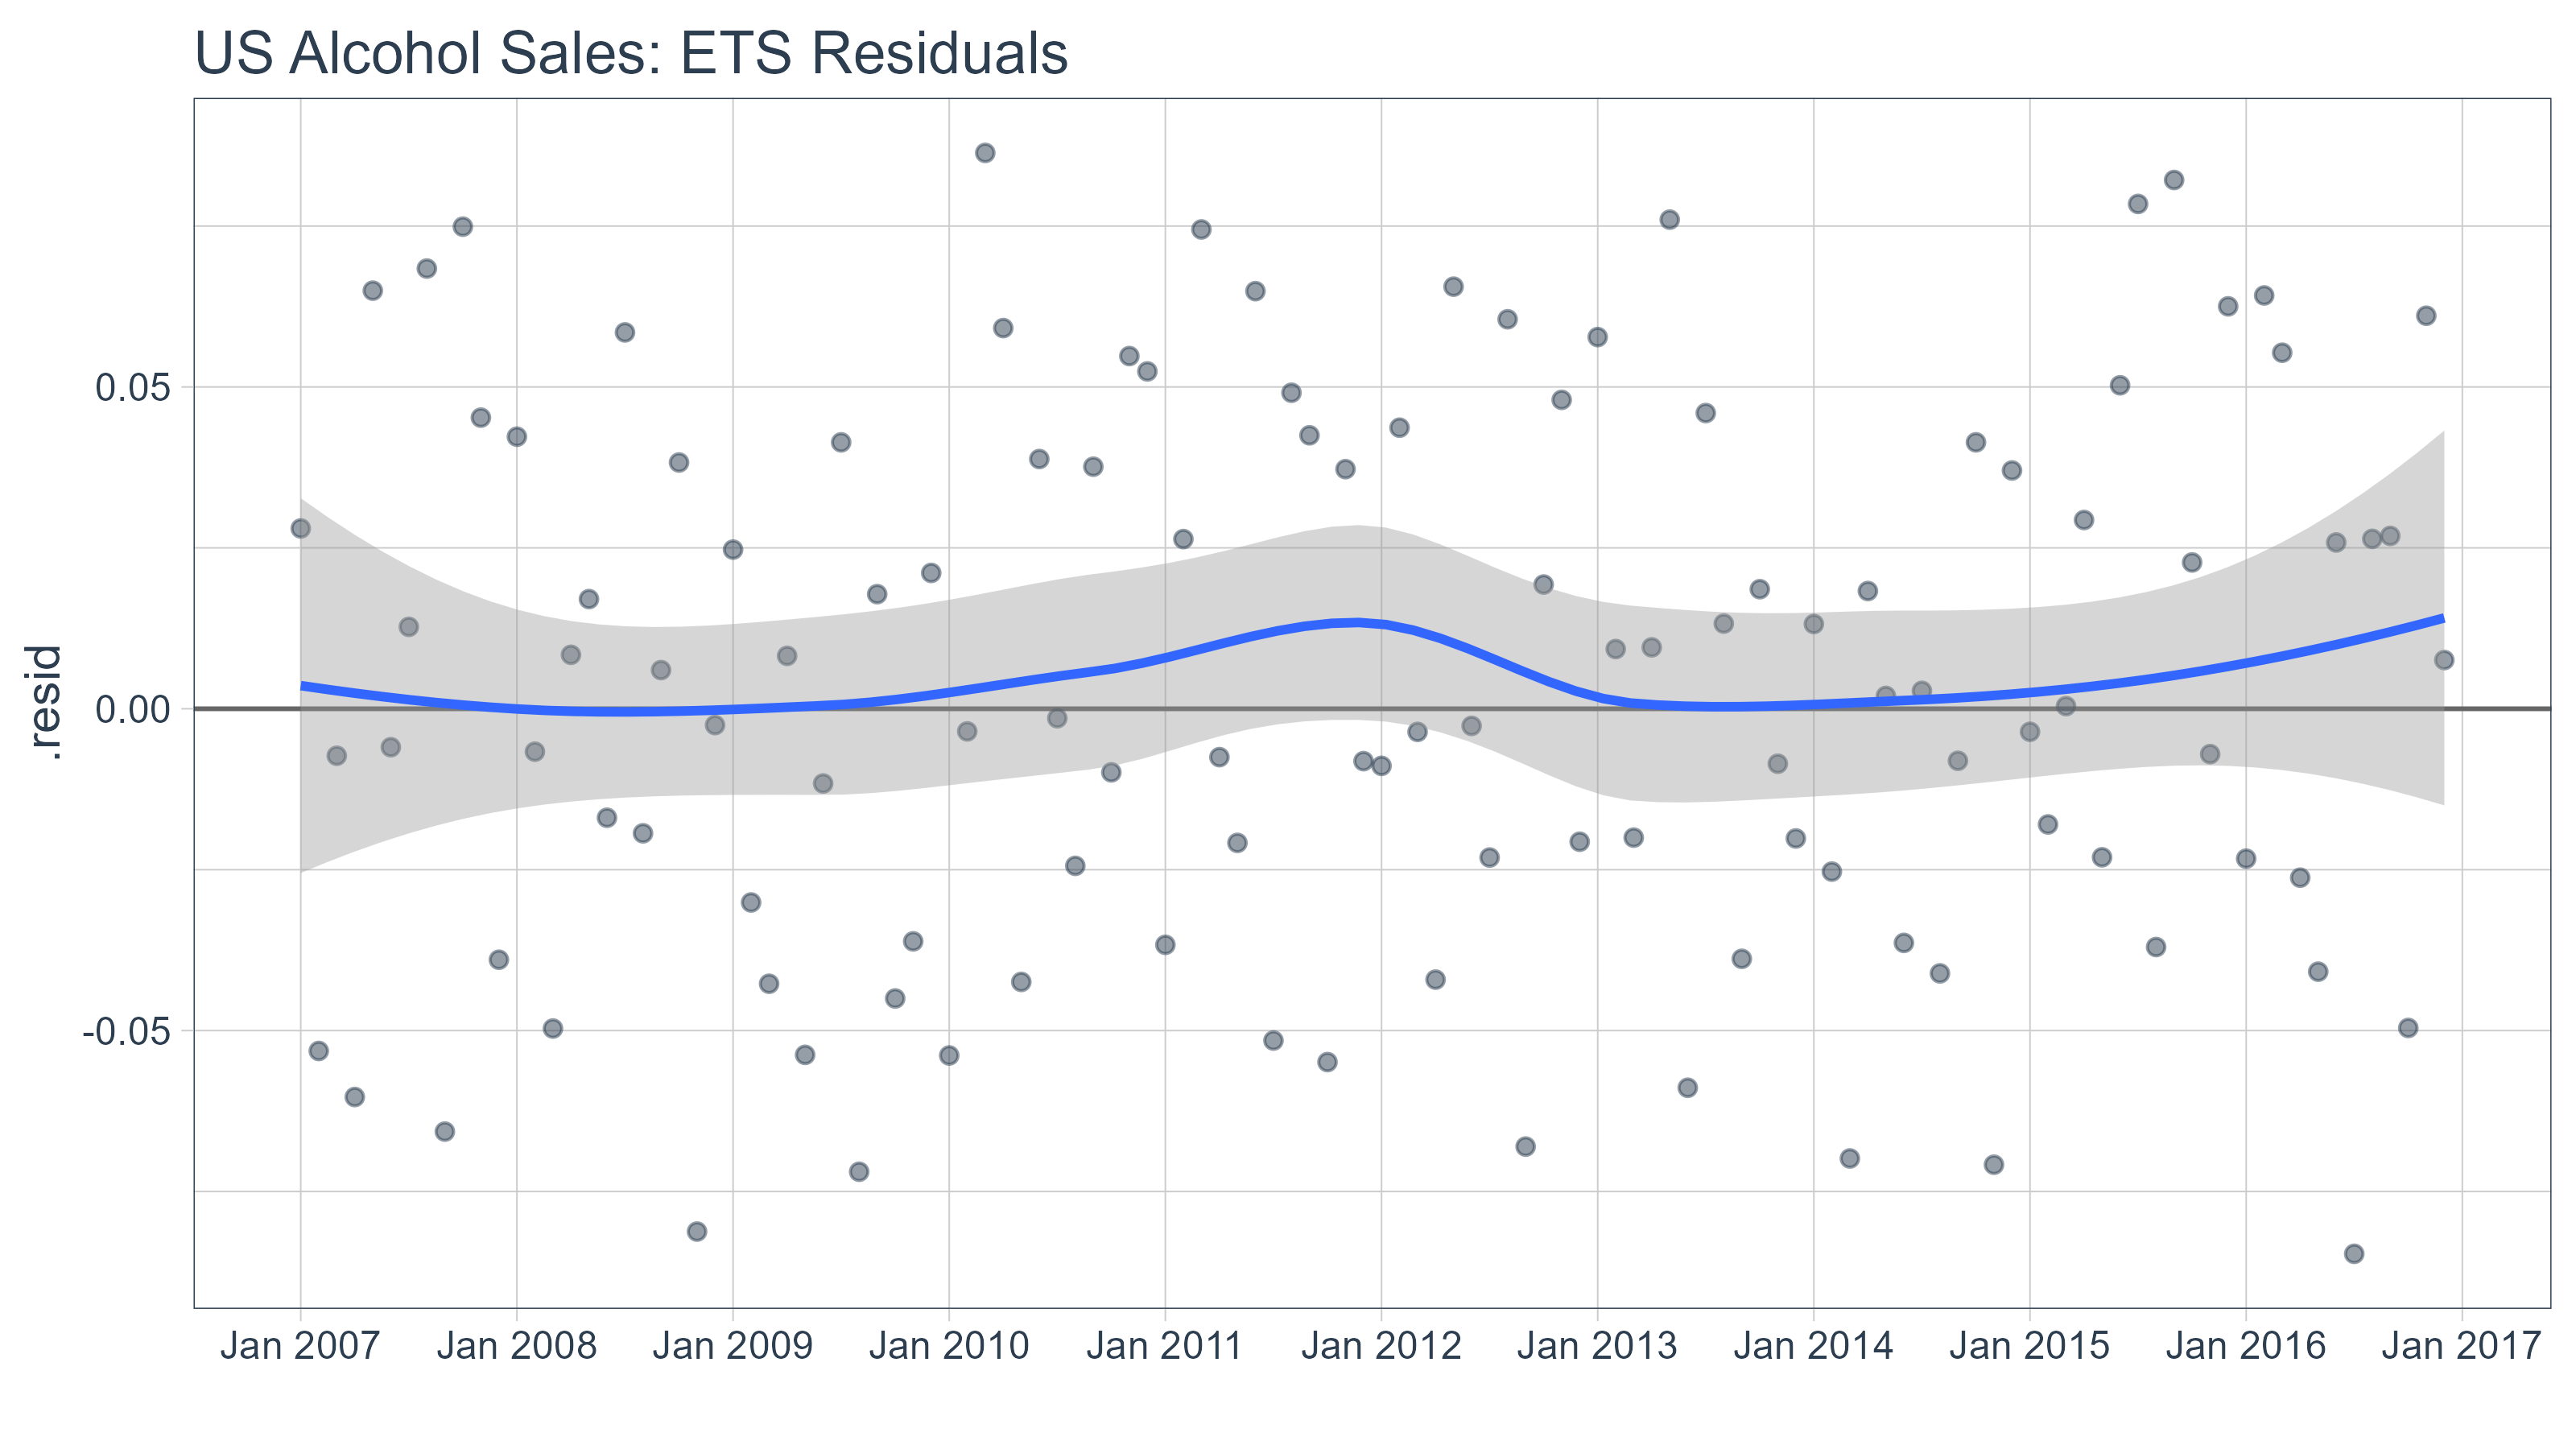 US Alcohol Sales: ETS Residuals
.resid
0.05
0.00
-0.05
Jan 2007 Jan 2008 Jan 2009 Jan 2010 Jan 2011 Jan 2012 Jan 2013 Jan 2014 Jan 2015 Jan 2016 Jan 2017